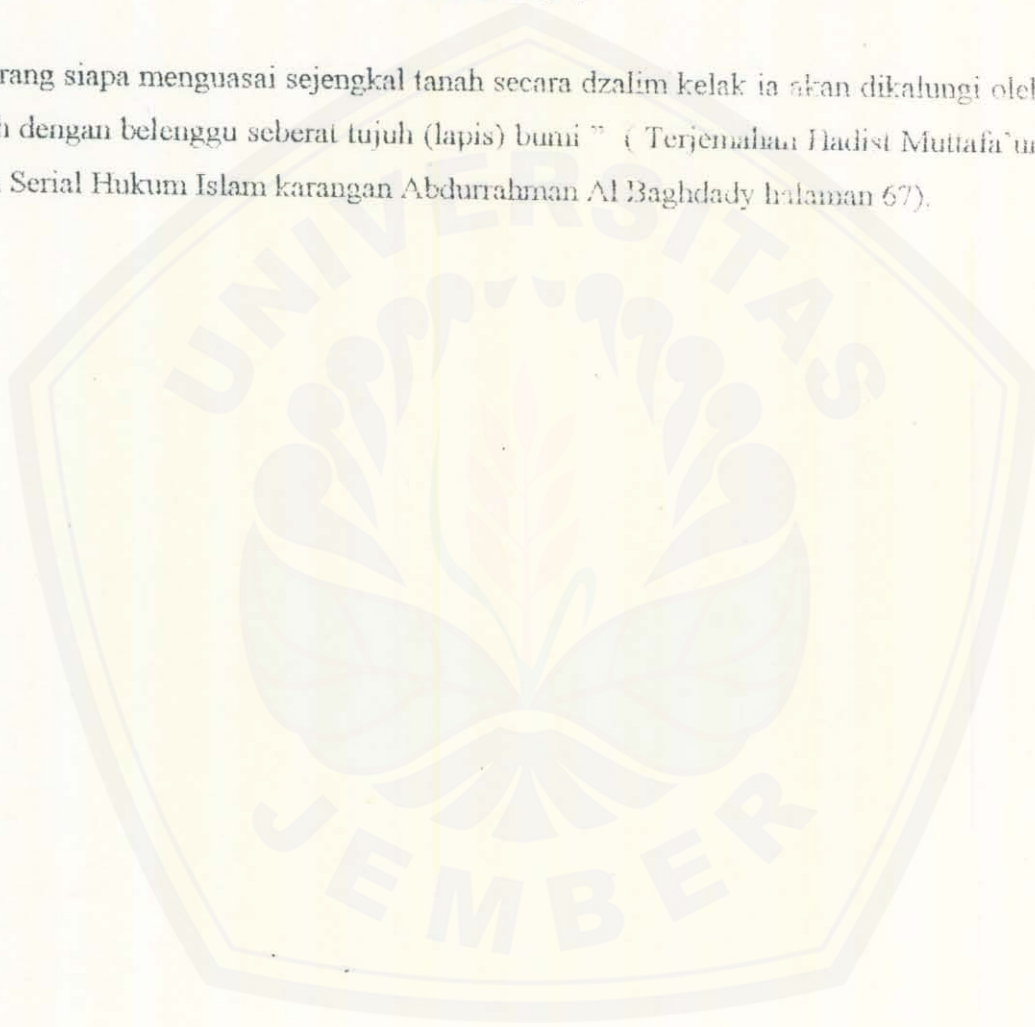 rang siapa menguasai sejengkal tanah secara dzalim kelak ia akan dikalungi oleh
h dengan belenggu seberat tujuh (lapis) bumi ” ( Terjemahan Hadist Muttafa`un
Serial Hukum Islam karangan Abdurrahman Al Baghdady halaman 67).
UNIVERSITAS
JEMBER